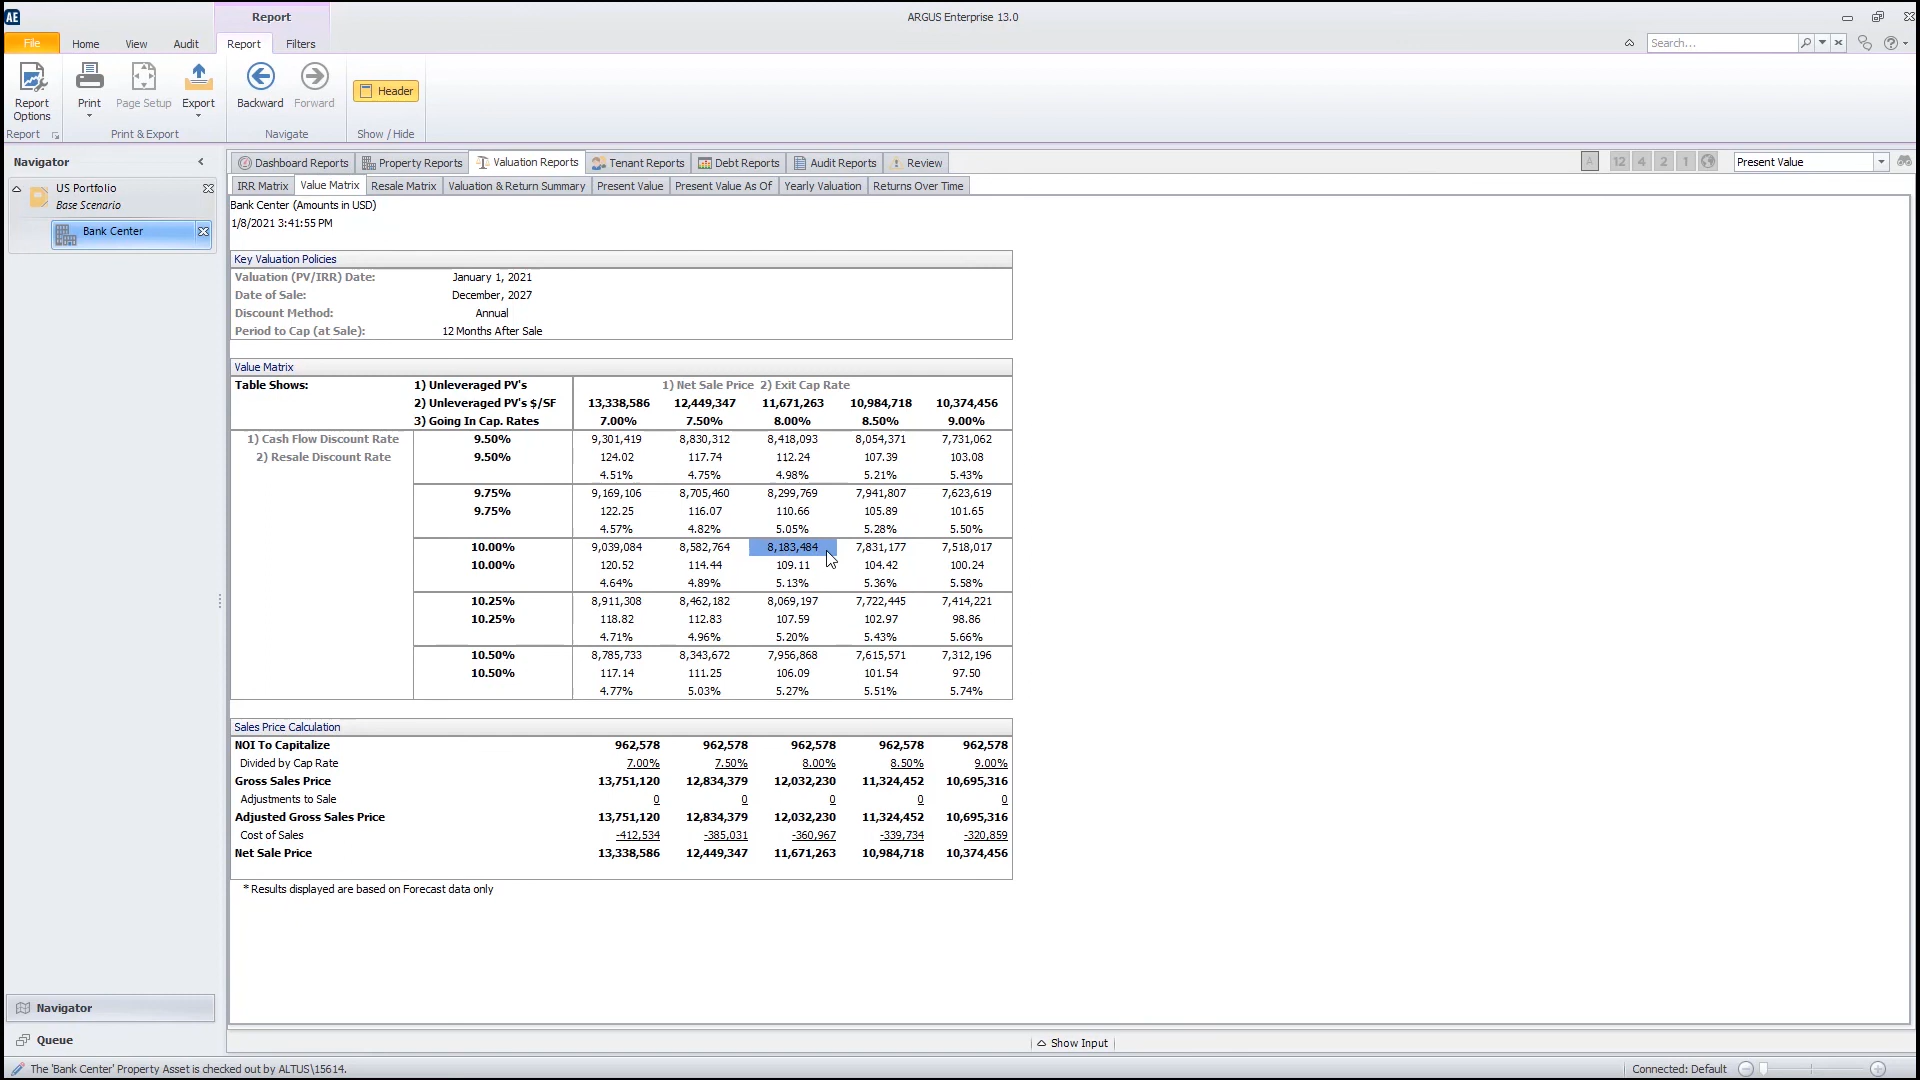 AE
Report
ARGUS Enterprise 13.0
File Home View Audit Report Filters
Search...
Report Options
Print
Page Setup
Export
Backward
Forward
Header
Report
Print & Export
Navigate
Show / Hide
Navigator
US Portfolio
Base Scenario
Bank Center
Dashboard Reports Property Reports Valuation Reports Tenant Reports Debt Reports Audit Reports Review
A 12 4 2 1
Present Value
IRR Matrix Value Matrix Resale Matrix Valuation & Return Summary Present Value Present Value As Of Yearly Valuation Returns Over Time
Bank Center (Amounts in USD)
1/8/2021 3:41:55 PM
Key Valuation Policies
Valuation (PV/IRR) Date: January 1, 2021
Date of Sale: December, 2027
Discount Method: Annual
Period to Cap (at Sale): 12 Months After Sale
Value Matrix
Table Shows: 1) Unleveraged PV's 1) Net Sale Price 2) Exit Cap Rate
2) Unleveraged PV's $/SF 13,338,586 12,449,347 11,671,263 10,984,718 10,374,456
3) Going In Cap. Rates 7.00% 7.50% 8.00% 8.50% 9.00%
1) Cash Flow Discount Rate 9.50% 9,301,419 8,830,312 8,418,093 8,054,371 7,731,062
2) Resale Discount Rate 9.50% 124.02 117.74 112.24 107.39 103.08
4.51% 4.75% 4.98% 5.21% 5.43%
9.75% 9,169,106 8,705,460 8,299,769 7,941,807 7,623,619
9.75% 122.25 116.07 110.66 105.89 101.65
4.57% 4.82% 5.05% 5.28% 5.50%
10.00% 9,039,084 8,582,764 8,183,484 7,831,177 7,518,017
10.00% 120.52 114.44 109.11 104.42 100.24
4.64% 4.89% 5.13% 5.36% 5.58%
10.25% 8,911,308 8,462,182 8,069,197 7,722,445 7,414,221
10.25% 118.82 112.83 107.59 102.97 98.86
4.71% 4.96% 5.20% 5.43% 5.66%
10.50% 8,785,733 8,343,672 7,956,868 7,615,571 7,312,196
10.50% 117.14 111.25 106.09 101.54 97.50
4.77% 5.03% 5.27% 5.51% 5.74%
Sales Price Calculation
NOI To Capitalize 962,578 962,578 962,578 962,578 962,578
Divided by Cap Rate 7.00% 7.50% 8.00% 8.50% 9.00%
Gross Sales Price 13,751,120 12,834,379 12,032,230 11,324,452 10,695,316
Adjustments to Sale 0 0 0 0 0
Adjusted Gross Sales Price 13,751,120 12,834,379 12,032,230 11,324,452 10,695,316
Cost of Sales -412,534 -385,031 -360,967 -339,734 -320,859
Net Sale Price 13,338,586 12,449,347 11,671,263 10,984,718 10,374,456
* Results displayed are based on Forecast data only
Navigator
Queue
Show Input
The 'Bank Center' Property Asset is checked out by ALTUS\15614.
Connected: Default